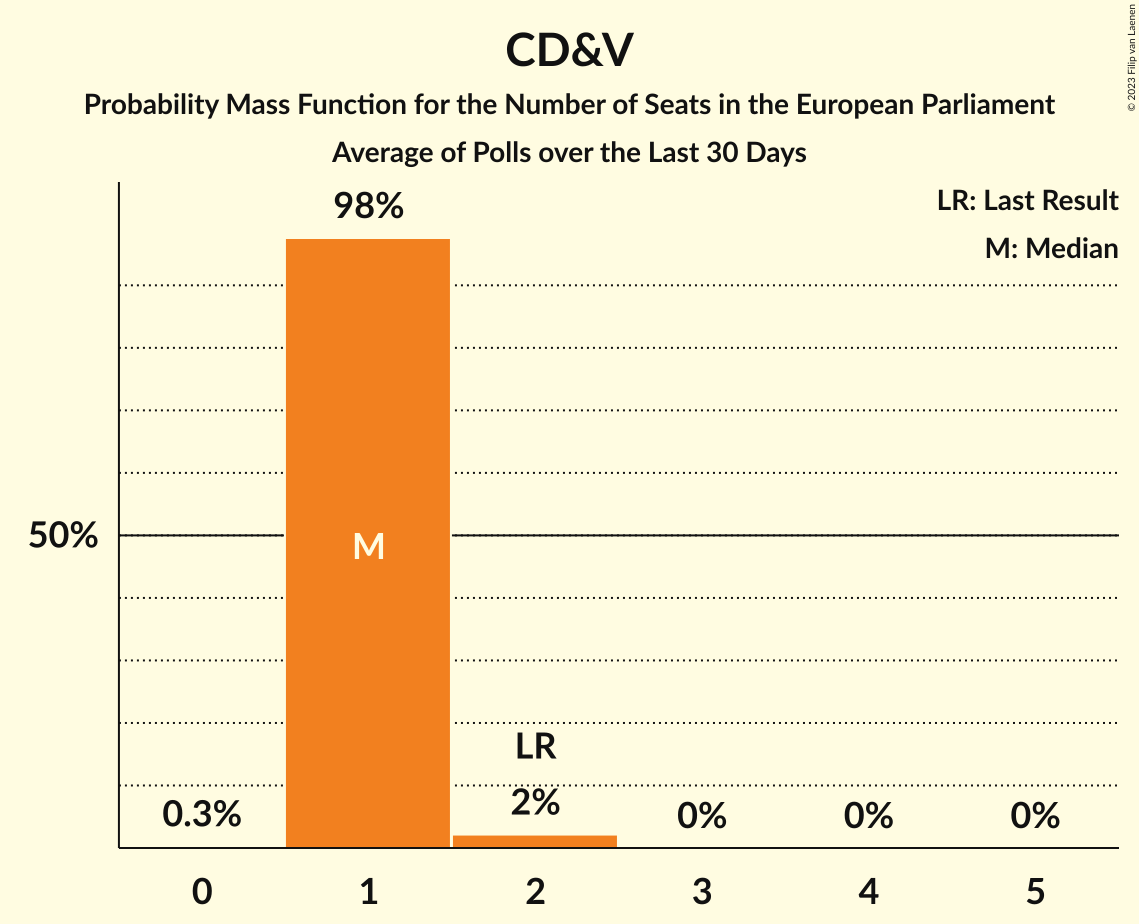 CD&V
Probability Mass Function for the Number of Seats in the European Parliament
Average of Polls over the Last 30 Days
© 2023 Filip van Laenen
LR: Last Result
M: Median
98%
50%
M
LR
0.3%
2%
0%
0%
0%
0
1
2
3
4
5